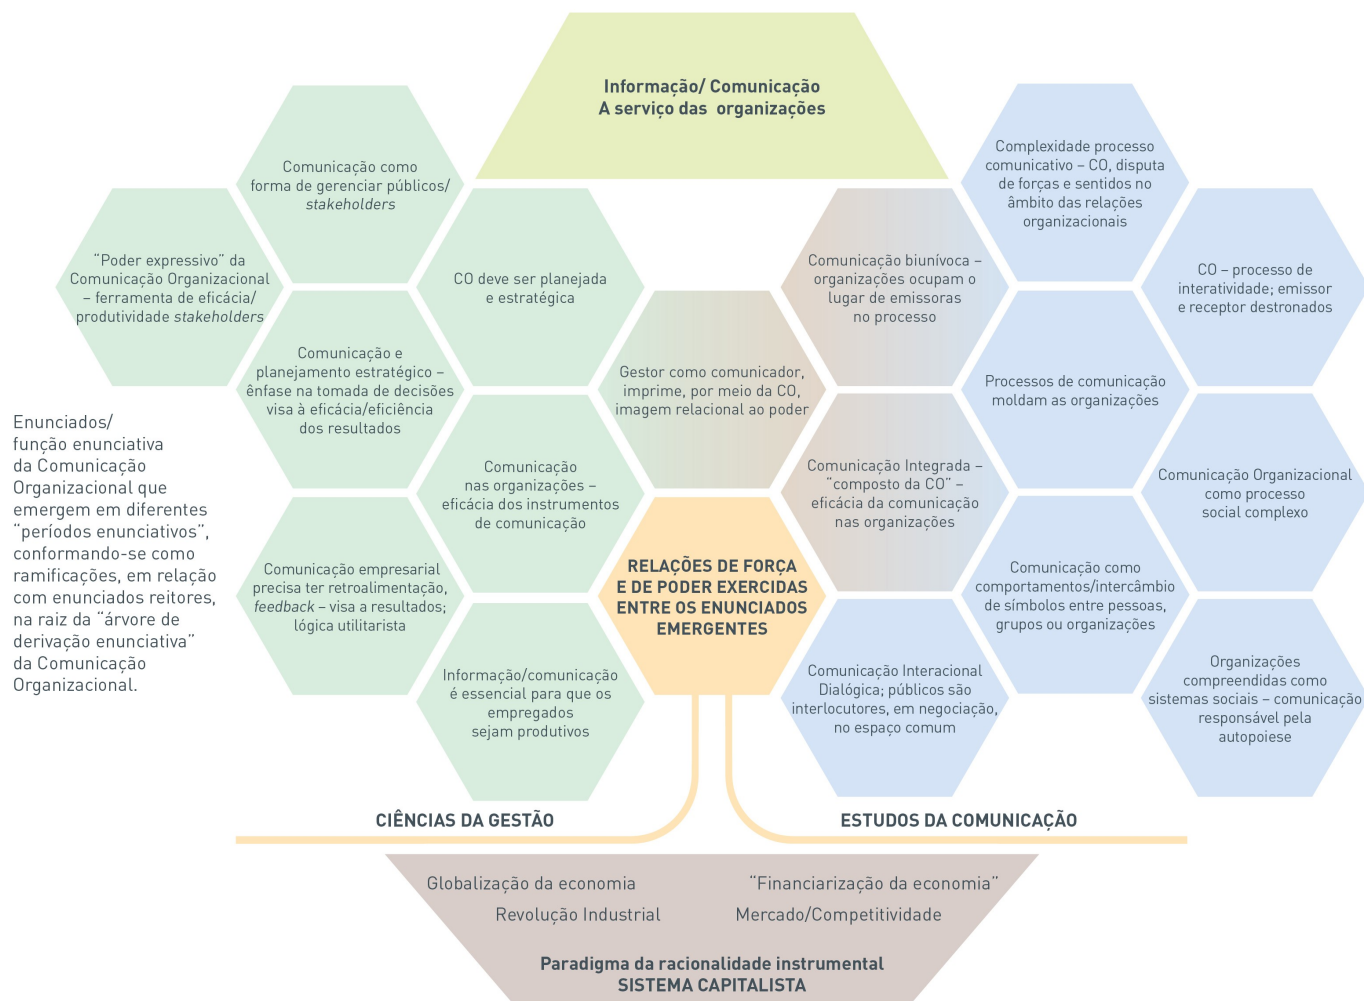 Informação/ Comunicação
A serviço das organizações
Comunicação como
forma de gerenciar públicos/
stakeholders
"Poder expressivo" da
Comunicação Organizacional
– ferramenta de eficácia/
produtividade stakeholders
CO deve ser planejada
e estratégica
Comunicação e
planejamento estratégico –
ênfase na tomada de decisões
visa à eficácia/eficiência
dos resultados
Comunicação
nas organizações –
eficácia dos instrumentos
de comunicação
Comunicação empresarial
precisa ter retroalimentação,
feedback – visa a resultados;
lógica utilitarista
Informação/comunicação
é essencial para que os
empregados
sejam produtivos
Gestor como comunicador,
imprime, por meio da CO,
imagem relacional ao poder
RELAÇÕES DE FORÇA
E DE PODER EXERCIDAS
ENTRE OS ENUNCIADOS
EMERGENTES
Comunicação biunívoca –
organizações ocupam o
lugar de emissoras
no processo
Comunicação Integrada –
"composto da CO" –
eficácia da comunicação
nas organizações
Comunicação Interacional
Dialógica; públicos são
interlocutores, em negociação,
no espaço comum
Complexidade processo
comunicativo – CO, disputa
de forças e sentidos no
âmbito das relações
organizacionais
Processos de comunicação
moldam as organizações
Comunicação como
comportamentos/intercâmbio
de símbolos entre pessoas,
grupos ou organizações
CO – processo de
interatividade; emissor
e receptor destronados
Comunicação Organizacional
como processo
social complexo
Organizações
compreendidas como
sistemas sociais – comunicação
responsável pela
autopoiese
Enunciados/
função enunciativa
da Comunicação
Organizacional que
emergem em diferentes
"períodos enunciativos",
conformando-se como
ramificações, em relação
com enunciados reitores,
na raiz da "árvore de
derivação enunciativa"
da Comunicação
Organizacional.
CIÊNCIAS DA GESTÃO
ESTUDOS DA COMUNICAÇÃO
Globalização da economia
"Financiarização da economia"
Revolução Industrial
Mercado/Competitividade
Paradigma da racionalidade instrumental
SISTEMA CAPITALISTA